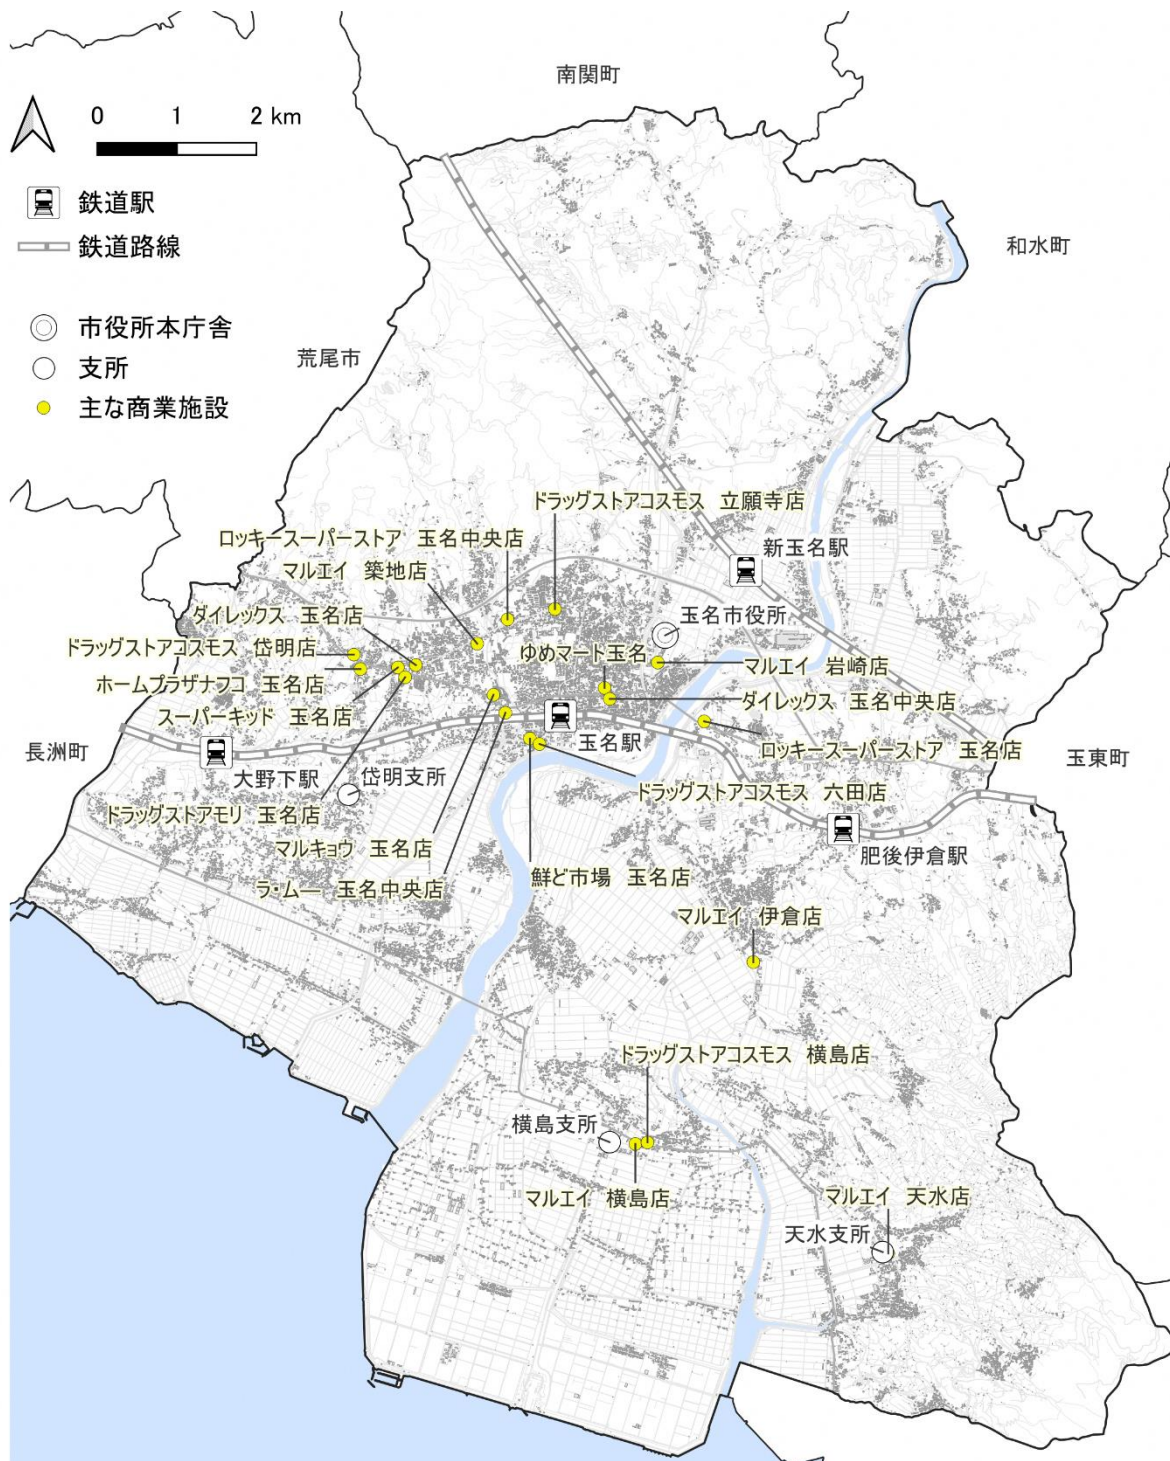 南関町
0 1 2 km
鉄道駅
鉄道路線
和水町
市役所本庁舎
支所
荒尾市
主な商業施設
ドラッグストアコスモス 立願寺店
ロッキースーパーストア 玉名中央店
新玉名駅
マルエイ 築地店
ダイレックス 玉名店
玉名市役所
ドラッグストアコスモス 岱明店
ゆめマート玉名
マルエイ 岩崎店
ホームプラザナフコ 玉名店
ダイレックス 玉名中央店
スーパーキッド 玉名店
玉名駅
ロッキースーパーストア 玉名店
長洲町
玉東町
大野下駅
岱明支所
ドラッグストアコスモス 六田店
ドラッグストアモリ 玉名店
マルキョウ 玉名店
肥後伊倉駅
鮮ど市場 玉名店
ラ・ムー 玉名中央店
マルエイ 伊倉店
ドラッグストアコスモス 横島店
横島支所
マルエイ 横島店
マルエイ 天水店
天水支所